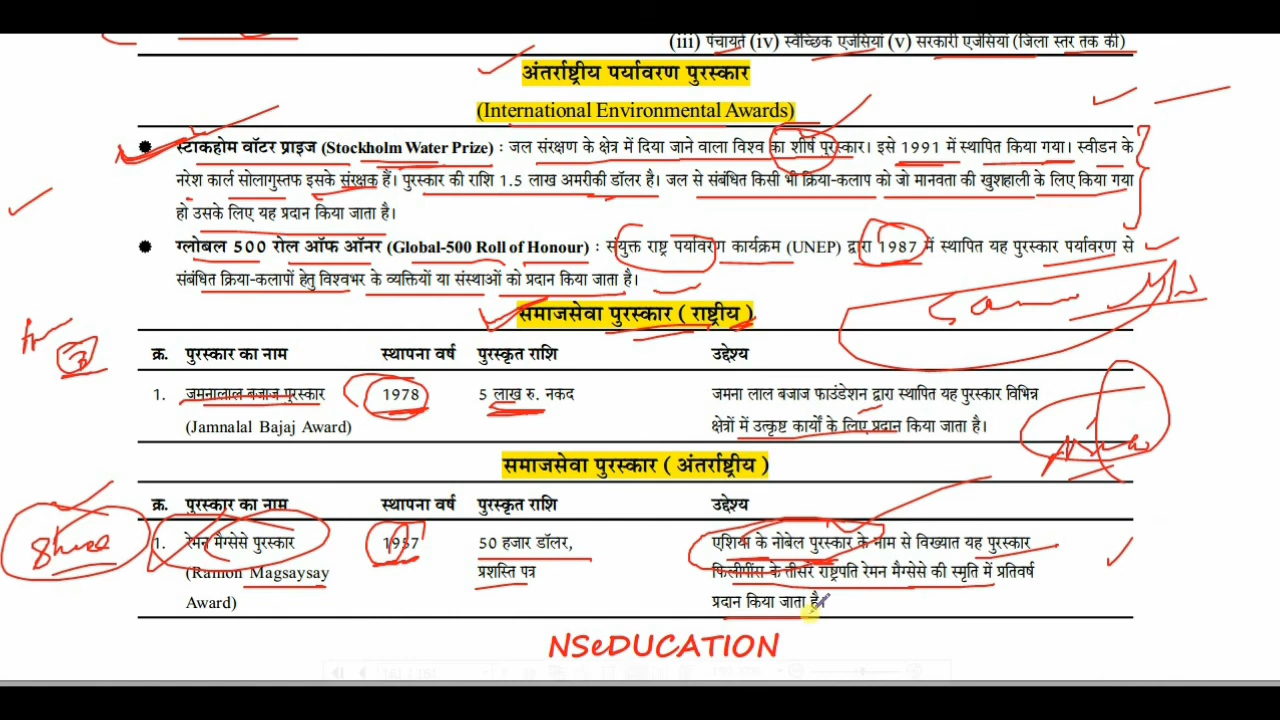 (iii) पंचायते (iv) स्वैच्छिक एजेंसियां (v) सरकारी एजेंसियां (जिला स्तर तक की)
अंतर्राष्ट्रीय पर्यावरण पुरस्कार
(International Environmental Awards)
स्टाकहोम वॉटर प्राइज (Stockholm Water Prize) : जल संरक्षण के क्षेत्र में दिया जाने वाला विश्व का शीर्ष पुरस्कार। इसे 1991 में स्थापित किया गया। स्वीडन के
नरेश कार्ल सोलागुस्तफ इसके संरक्षक हैं। पुरस्कार की राशि 1.5 लाख अमरीकी डॉलर है। जल से संबंधित किसी भी क्रिया-कलाप को जो मानवता की खुशहाली के लिए किया गया
हो उसके लिए यह प्रदान किया जाता है।
ग्लोबल 500 रोल ऑफ ऑनर (Global-500 Roll of Honour) : संयुक्त राष्ट्र पर्यावरण कार्यक्रम (UNEP) द्वारा 1987 में स्थापित यह पुरस्कार पर्यावरण से
संबंधित क्रिया-कलापों हेतु विश्वभर के व्यक्तियों या संस्थाओं को प्रदान किया जाता है।
समाजसेवा पुरस्कार ( राष्ट्रीय )
क्र. पुरस्कार का नाम स्थापना वर्ष पुरस्कृत राशि उद्देश्य
1. जमनालाल बजाज पुरस्कार 1978 5 लाख रु. नकद जमना लाल बजाज फाउंडेशन द्वारा स्थापित यह पुरस्कार विभिन्न
(Jamnalal Bajaj Award) क्षेत्रों में उत्कृष्ट कार्यों के लिए प्रदान किया जाता है।
समाजसेवा पुरस्कार ( अंतर्राष्ट्रीय )
क्र. पुरस्कार का नाम स्थापना वर्ष पुरस्कृत राशि उद्देश्य
1. रेमन मैग्सेसे पुरस्कार 1957 50 हजार डॉलर, एशिया के नोबेल पुरस्कार के नाम से विख्यात यह पुरस्कार
(Ramon Magsaysay प्रशस्ति पत्र फिलीपींस के तीसरे राष्ट्रपति रेमन मैग्सेसे की स्मृति में प्रतिवर्ष
Award) प्रदान किया जाता है।
NSeDUCATION